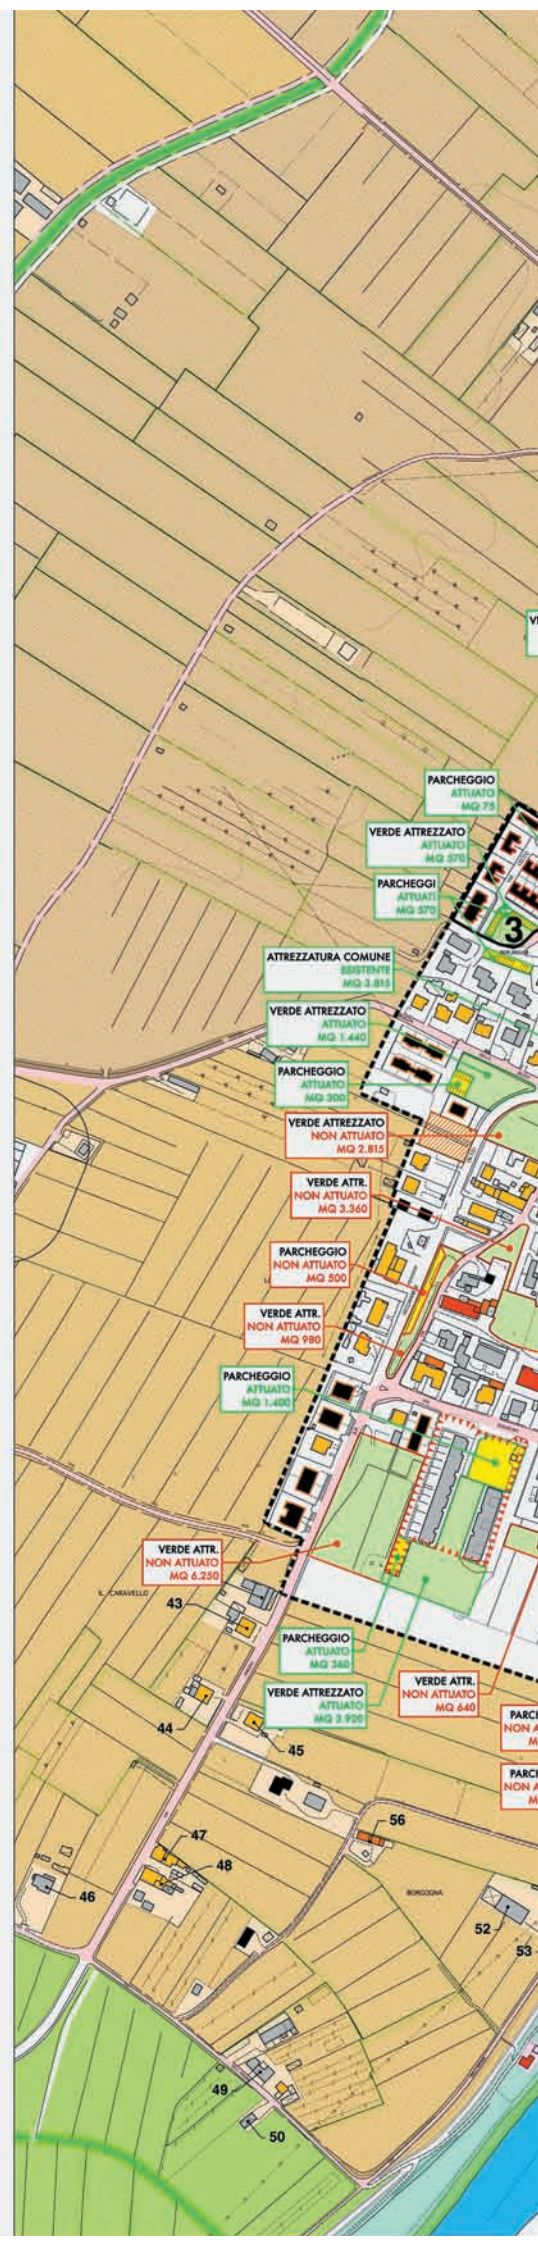 PARCHEGGIO
ATTUATO
MQ 75
VERDE ATTREZZATO
ATTUATO
MQ 570
PARCHEGGI
ATTUATI
MQ 570
3
ATTREZZATURA COMUNE
ESISTENTE
MQ 3.815
VERDE ATTREZZATO
ATTUATO
MQ 1.440
PARCHEGGIO
ATTUATO
MQ 300
VERDE ATTREZZATO
NON ATTUATO
MQ 2.815
VERDE ATTR.
NON ATTUATO
MQ 3.360
PARCHEGGIO
NON ATTUATO
MQ 500
VERDE ATTR.
NON ATTUATO
MQ 980
PARCHEGGIO
ATTUATO
MQ 1.400
VERDE ATTR.
NON ATTUATO
MQ 6.250
IL CARAVELLO
43
PARCHEGGIO
ATTUATO
MQ 360
VERDE ATTR.
NON ATTUATO
MQ 640
VERDE ATTREZZATO
ATTUATO
MQ 3.920
44
45
56
47
48
46
BORGOGNA
52
53
49
50